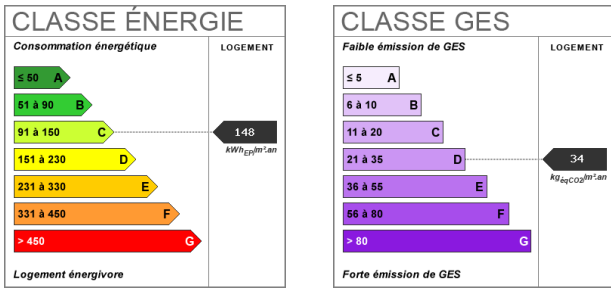 CLASSE ÉNERGIE
Consommation énergétique LOGEMENT
≤ 50 A
51 à 90 B
91 à 150 C 148
kWhEP/m².an
151 à 230 D
231 à 330 E
331 à 450 F
> 450 G
Logement énergivore
CLASSE GES
Faible émission de GES LOGEMENT
≤ 5 A
6 à 10 B
11 à 20 C
21 à 35 D 34
kgéqCO2/m².an
36 à 55 E
56 à 80 F
> 80 G
Forte émission de GES